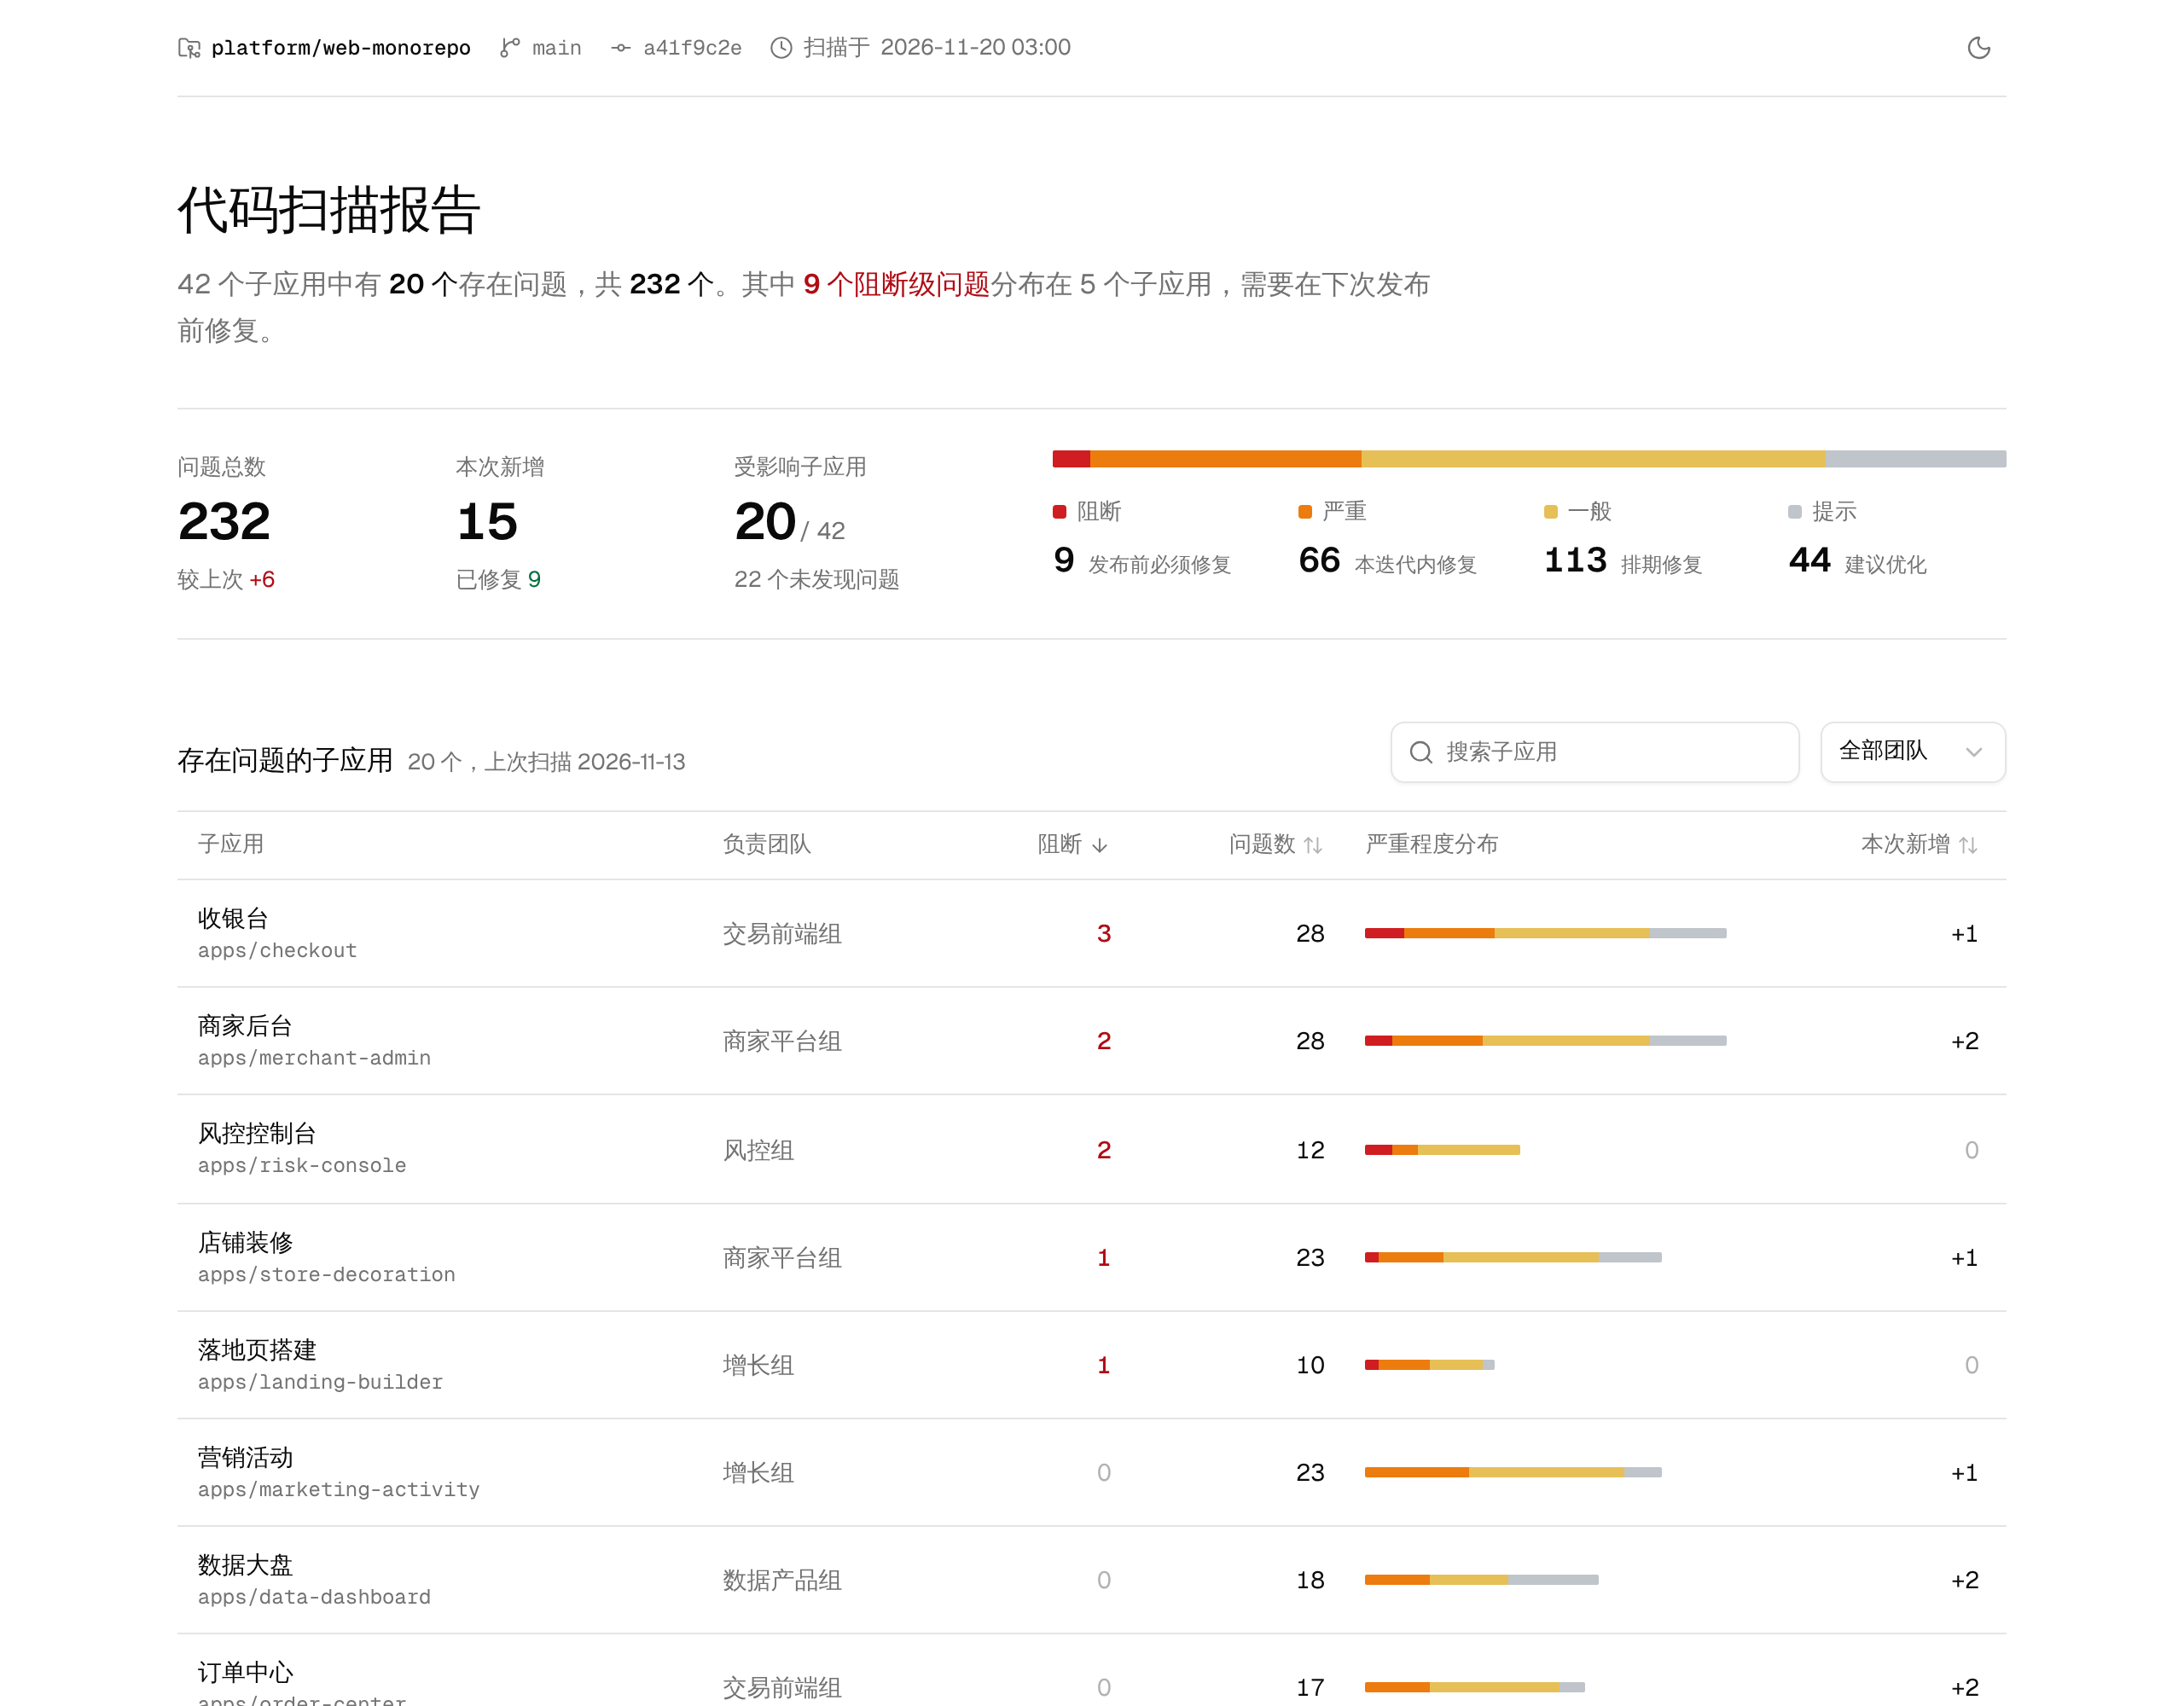 platform/web-monorepo main a41f9c2e 扫描于 2026-11-20 03:00
代码扫描报告
42 个子应用中有 20 个存在问题，共 232 个。其中 9 个阻断级问题分布在 5 个子应用，需要在下次发布
前修复。
问题总数
232
较上次 +6
本次新增
15
已修复 9
受影响子应用
20 / 42
22 个未发现问题
阻断
9 发布前必须修复
严重
66 本迭代内修复
一般
113 排期修复
提示
44 建议优化
存在问题的子应用 20 个，上次扫描 2026-11-13
搜索子应用
全部团队
子应用 负责团队 阻断 问题数 严重程度分布 本次新增
收银台
apps/checkout
交易前端组 3 28 +1
商家后台
apps/merchant-admin
商家平台组 2 28 +2
风控控制台
apps/risk-console
风控组 2 12 0
店铺装修
apps/store-decoration
商家平台组 1 23 +1
落地页搭建
apps/landing-builder
增长组 1 10 0
营销活动
apps/marketing-activity
增长组 0 23 +1
数据大盘
apps/data-dashboard
数据产品组 0 18 +2
订单中心
apps/order-center
交易前端组 0 17 +2